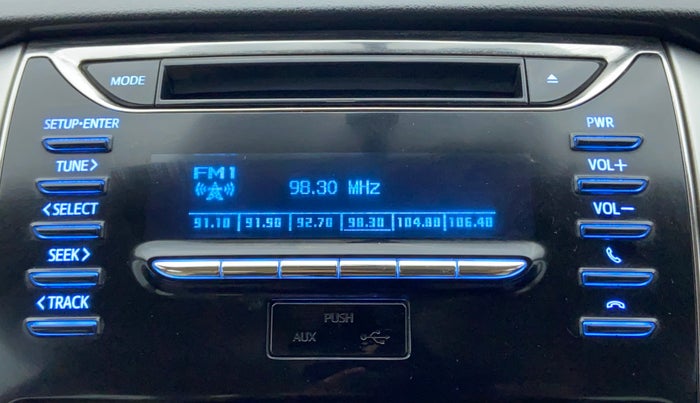 MODE
SETUP•ENTER
PWR
TUNE>
VOL+
FM1
98.30 MHz
<SELECT
VOL-
91.10 91.90 92.70 98.30 104.80 106.40
SEEK>
<TRACK
PUSH
AUX